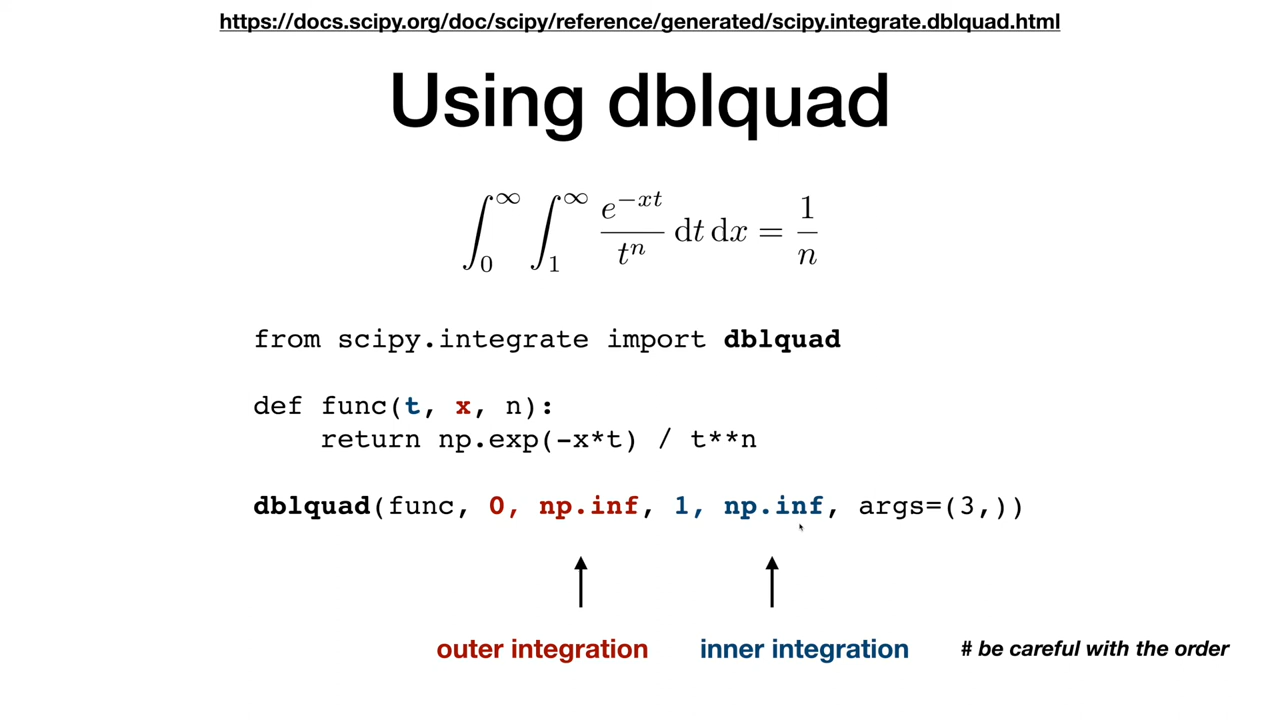 https://docs.scipy.org/doc/scipy/reference/generated/scipy.integrate.dblquad.html
Using dblquad
∫₀^∞ ∫₁^∞ e^{-xt} / t^n dt dx = 1/n
from scipy.integrate import dblquad
def func(t, x, n):
    return np.exp(-x*t) / t**n
dblquad(func, 0, np.inf, 1, np.inf, args=(3,))
outer integration inner integration # be careful with the order